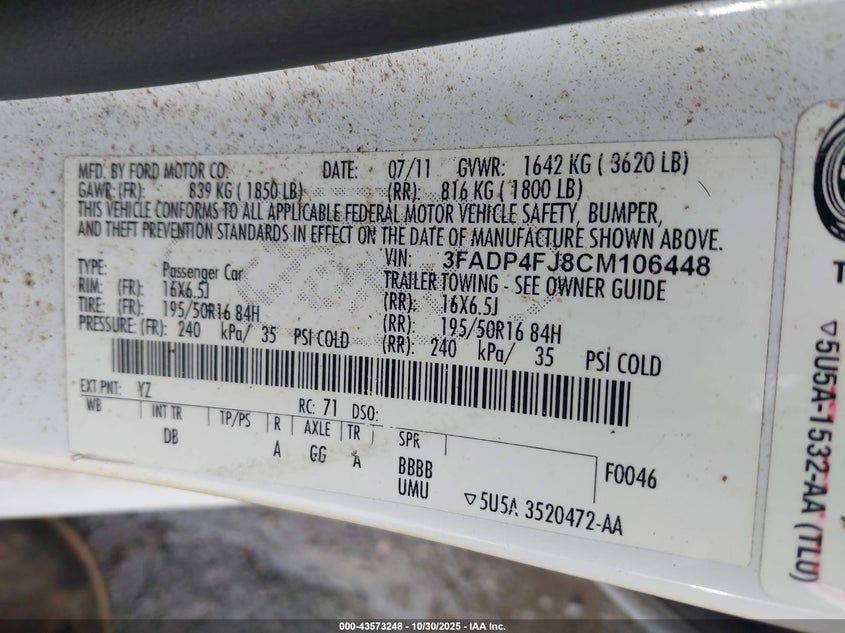 MFD. BY FORD MOTOR CO. DATE: 07/11 GVWR: 1642 KG ( 3620 LB)
GAWR: (FR): 839 KG ( 1850 LB) (RR): 816 KG ( 1800 LB)
THIS VEHICLE CONFORMS TO ALL APPLICABLE FEDERAL MOTOR VEHICLE SAFETY, BUMPER,
AND THEFT PREVENTION STANDARDS IN EFFECT ON THE DATE OF MANUFACTURE SHOWN ABOVE.
VIN: 3FADP4FJ8CM106448
TYPE: Passenger Car TRAILER TOWING - SEE OWNER GUIDE
RIM: (FR): 16X6.5J (RR): 16X6.5J
TIRE: (FR): 195/50R16 84H (RR): 195/50R16 84H
PRESSURE: (FR): 240 kPa/ 35 PSI COLD (RR): 240 kPa/ 35 PSI COLD
EXT PNT: YZ RC: 71 DSO:
WB INT TR TP/PS R AXLE TR SPR
DB A GG A BBBB F0046
UMU ▽5U5A 3520472-AA
▽5U5A-1532-AA (TLU)
000-43573248 - 10/30/2025 - IAA Inc.